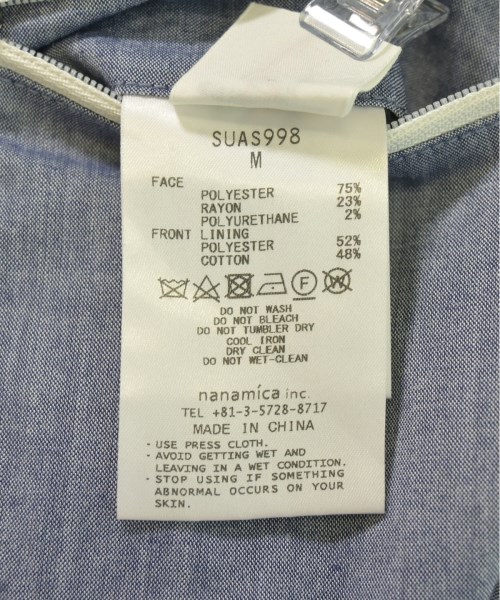 SUAS998
M
FACE
POLYESTER 75%
RAYON 23%
POLYURETHANE 2%
FRONT LINING
POLYESTER 52%
COTTON 48%
F W
DO NOT WASH
DO NOT BLEACH
DO NOT TUMBLER DRY
COOL IRON
DRY CLEAN
DO NOT WET-CLEAN
nanamica inc.
TEL +81-3-5728-8717
MADE IN CHINA
· USE PRESS CLOTH.
· AVOID GETTING WET AND
LEAVING IN A WET CONDITION.
· STOP USING IF SOMETHING
ABNORMAL OCCURS ON YOUR
SKIN.